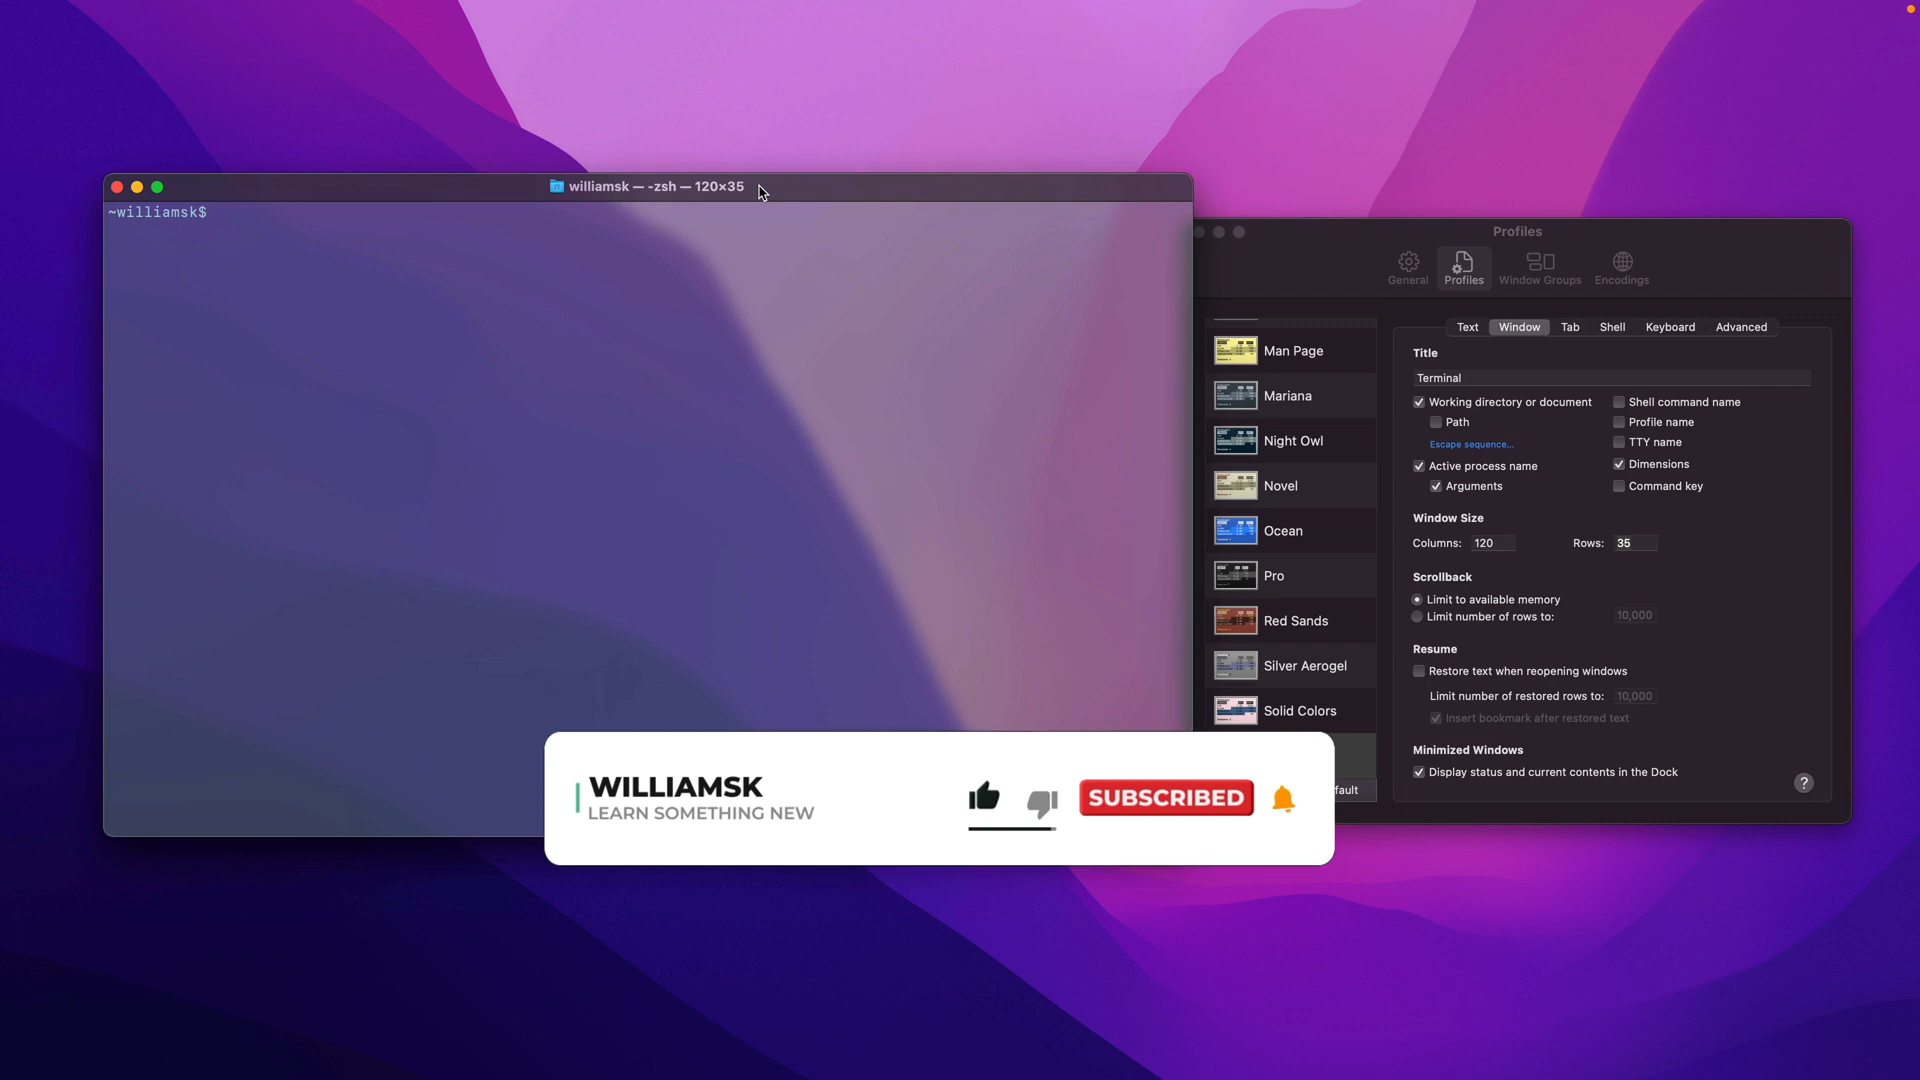 williamsk — -zsh — 120×35
~williamsk$
Profiles
General Profiles Window Groups Encodings
Man Page
Mariana
Night Owl
Novel
Ocean
Pro
Red Sands
Silver Aerogel
Solid Colors
fault
Text Window Tab Shell Keyboard Advanced
Title
Terminal
Working directory or document Shell command name
Path Profile name
Escape sequence... TTY name
Active process name Dimensions
Arguments Command key
Window Size
Columns: 120 Rows: 35
Scrollback
Limit to available memory
Limit number of rows to: 10,000
Resume
Restore text when reopening windows
Limit number of restored rows to: 10,000
Insert bookmark after restored text
Minimized Windows
Display status and current contents in the Dock
?
WILLIAMSK
LEARN SOMETHING NEW
SUBSCRIBED